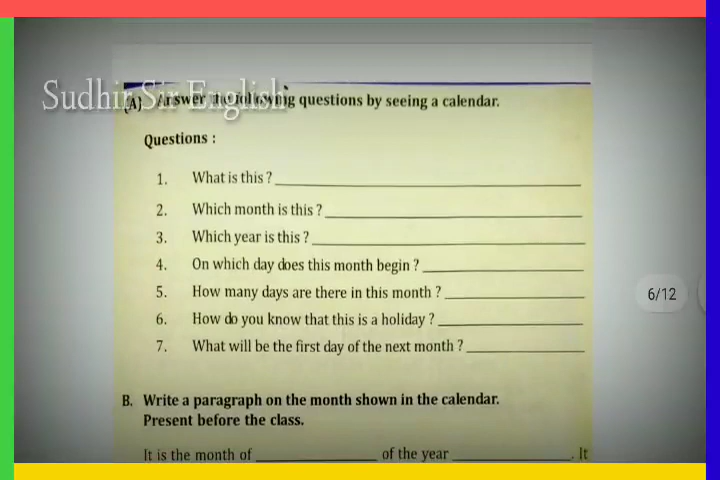 Sudhir Sir English
(A) Answer the following questions by seeing a calendar.
Questions :
1. What is this ?
2. Which month is this ?
3. Which year is this ?
4. On which day does this month begin ?
5. How many days are there in this month ?
6. How do you know that this is a holiday ?
7. What will be the first day of the next month ?
6/12
B. Write a paragraph on the month shown in the calendar.
Present before the class.
It is the month of ____________ of the year ____________. It